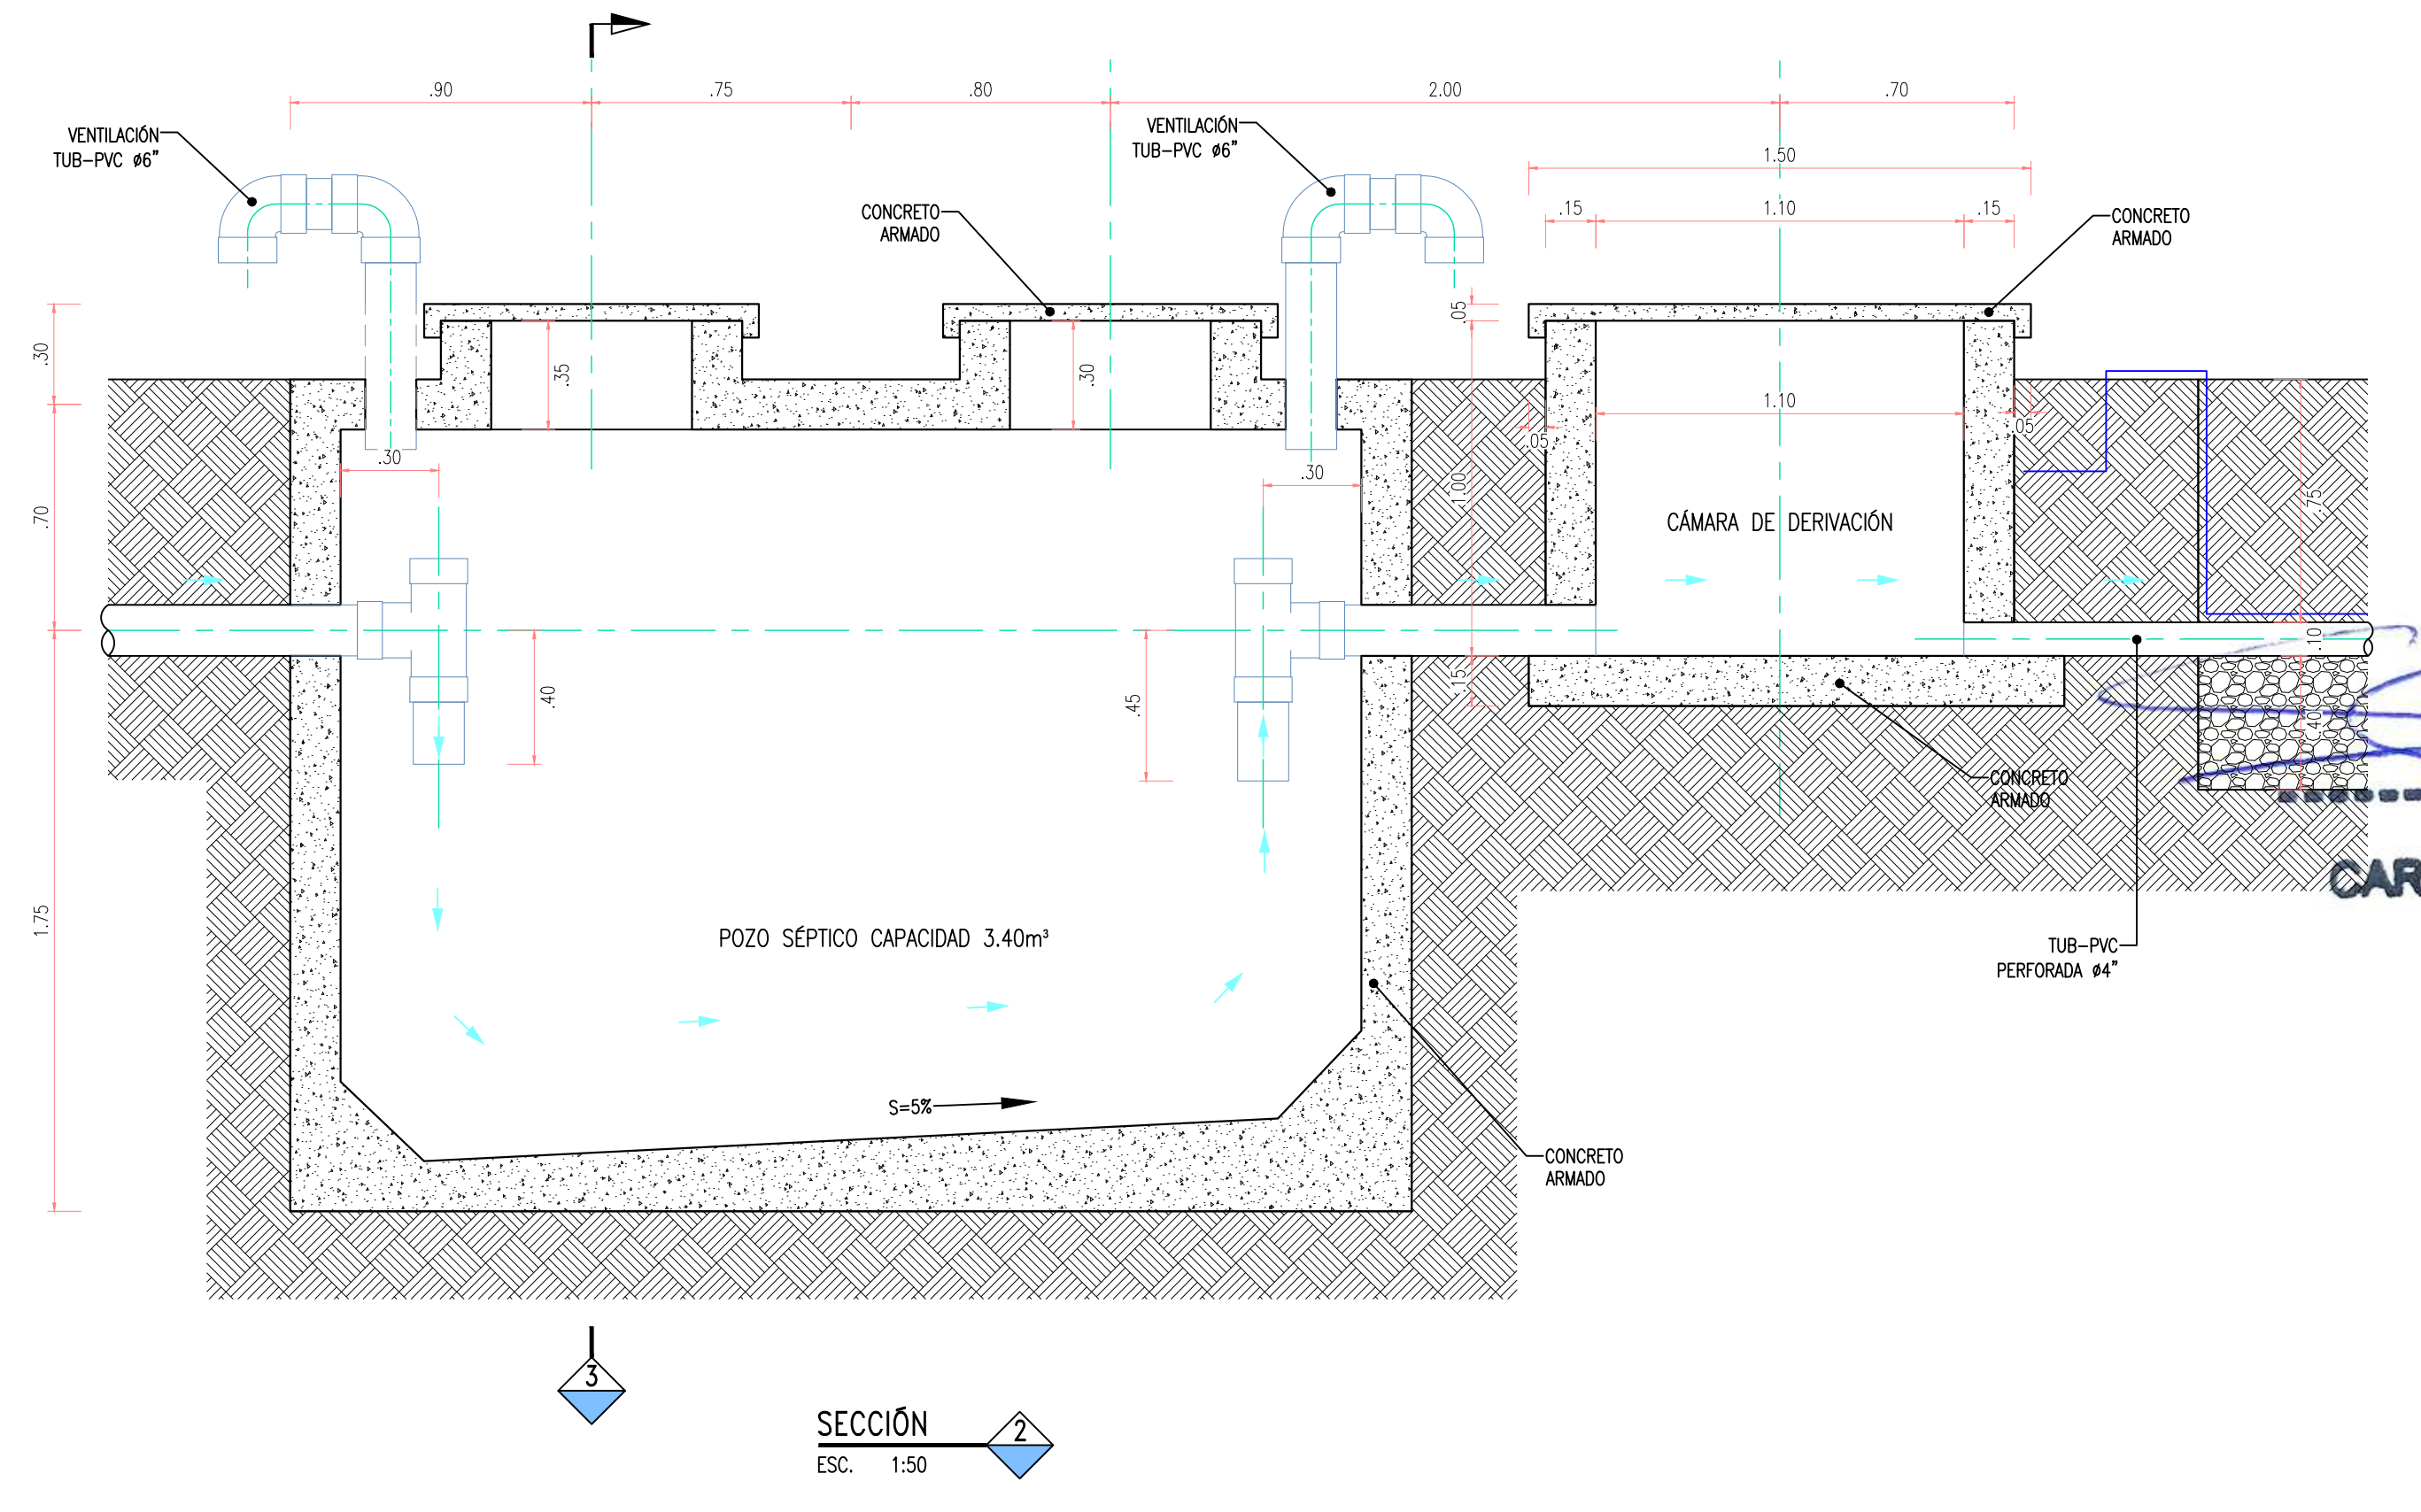 .90
.75
.80
2.00
.70
VENTILACIÓN
TUB-PVC ø6"
VENTILACIÓN
TUB-PVC ø6"
1.50
CONCRETO
ARMADO
.15
1.10
.15
CONCRETO
ARMADO
.30
.35
.30
.05
1.10
.05
.05
.30
.30
.70
1.00
.75
CÁMARA DE DERIVACIÓN
.10
.40
.45
.15
.40
CONCRETO
ARMADO
CAR
1.75
POZO SÉPTICO CAPACIDAD 3.40m³
TUB-PVC
PERFORADA ø4"
S=5%
CONCRETO
ARMADO
3
SECCIÓN
2
ESC. 1:50